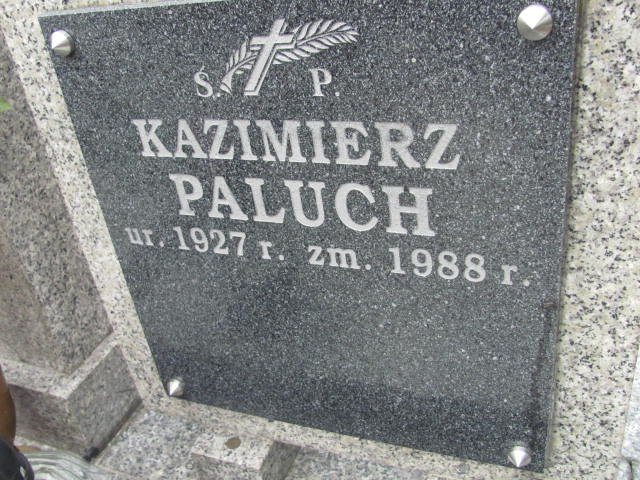 Ś. P.
KAZIMIERZ
PALUCH
ur. 1927 r. zm. 1988 r.